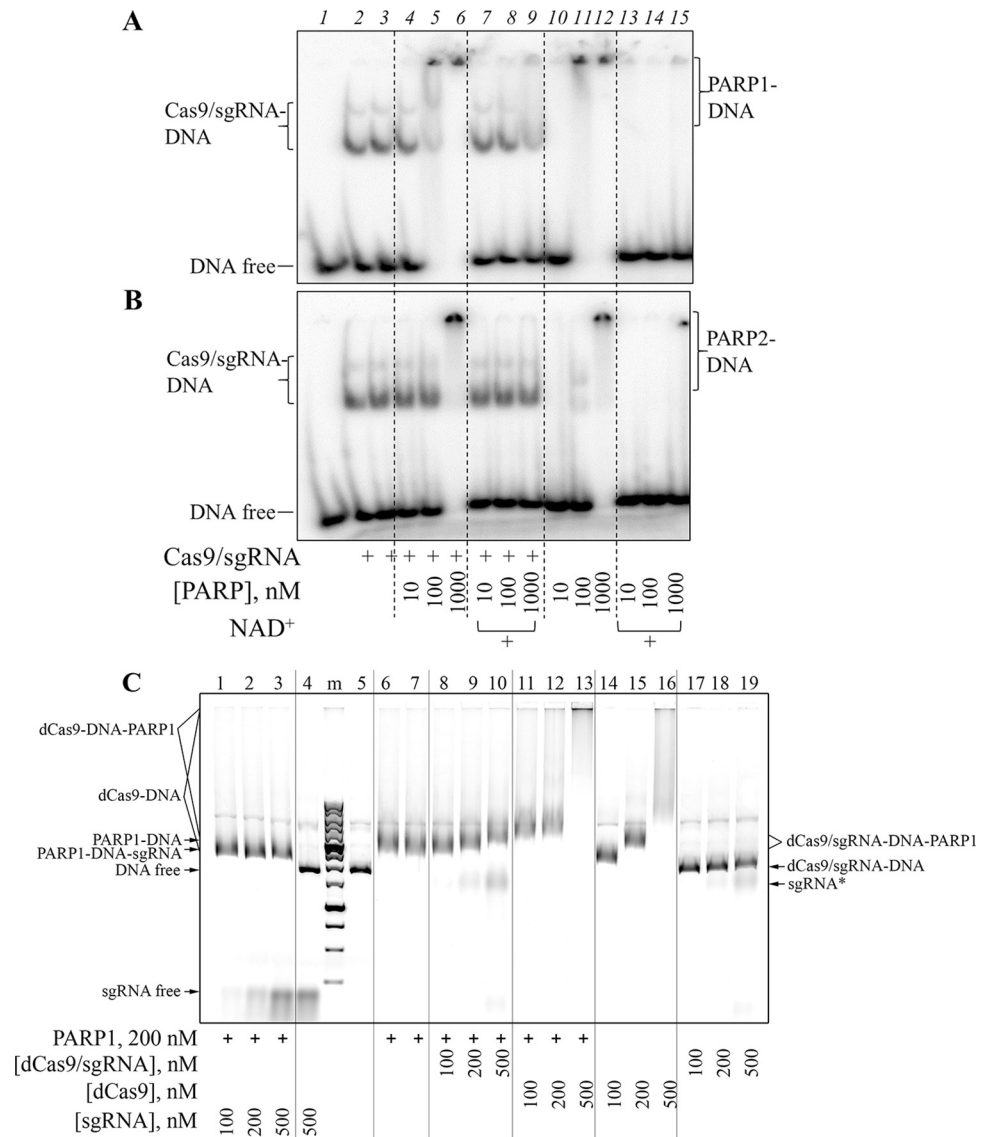 A
1 2 3 4 5 6 7 8 9 10 11 12 13 14 15
Cas9/sgRNA-
DNA
PARP1-
DNA
DNA free
B
Cas9/sgRNA-
DNA
PARP2-
DNA
DNA free
Cas9/sgRNA + + + + + + + +
[PARP], nM 10 100 1000 10 100 1000 10 100 1000 10 100 1000
NAD+ + +
C
1 2 3 4 m 5 6 7 8 9 10 11 12 13 14 15 16 17 18 19
dCas9-DNA-PARP1
dCas9-DNA
PARP1-DNA
PARP1-DNA-sgRNA
DNA free
sgRNA free
dCas9/sgRNA-DNA-PARP1
dCas9/sgRNA-DNA
sgRNA*
PARP1, 200 nM + + + + + + + + + + +
[dCas9/sgRNA], nM 100 200 500 100 200 500
[dCas9], nM 100 200 500 100 200 500
[sgRNA], nM 100 200 500 500